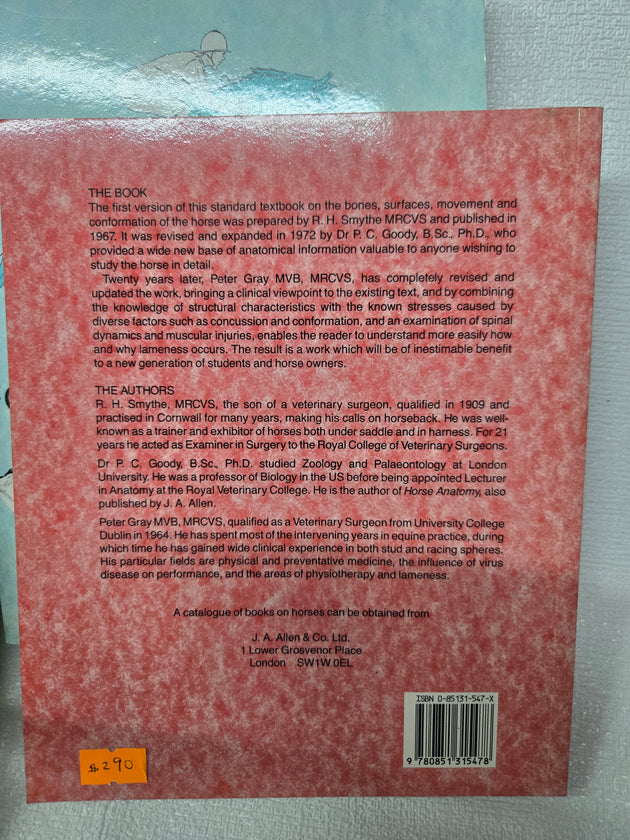 THE BOOK
The first version of this standard textbook on the bones, surfaces, movement and
conformation of the horse was prepared by R. H. Smythe MRCVS and published in
1967. It was revised and expanded in 1972 by Dr P. C. Goody, B.Sc., Ph.D., who
provided a wide new base of anatomical information valuable to anyone wishing to
study the horse in detail.
Twenty years later, Peter Gray MVB, MRCVS, has completely revised and
updated the work, bringing a clinical viewpoint to the existing text, and by combining
the knowledge of structural characteristics with the known stresses caused by
diverse factors such as concussion and conformation, and an examination of spinal
dynamics and muscular injuries, enables the reader to understand more easily how
and why lameness occurs. The result is a work which will be of inestimable benefit
to a new generation of students and horse owners.
THE AUTHORS
R. H. Smythe, MRCVS, the son of a veterinary surgeon, qualified in 1909 and
practised in Cornwall for many years, making his calls on horseback. He was well-
known as a trainer and exhibitor of horses both under saddle and in harness. For 21
years he acted as Examiner in Surgery to the Royal College of Veterinary Surgeons.
Dr P. C. Goody, B.Sc., Ph.D. studied Zoology and Palaeontology at London
University. He was a professor of Biology in the US before being appointed Lecturer
in Anatomy at the Royal Veterinary College. He is the author of Horse Anatomy, also
published by J. A. Allen.
Peter Gray MVB, MRCVS, qualified as a Veterinary Surgeon from University College
Dublin in 1964. He has spent most of the intervening years in equine practice, during
which time he has gained wide clinical experience in both stud and racing spheres.
His particular fields are physical and preventative medicine, the influence of virus
disease on performance, and the areas of physiotherapy and lameness.
A catalogue of books on horses can be obtained from
J. A. Allen & Co. Ltd.
1 Lower Grosvenor Place
London SW1W 0EL
ISBN 0-85131-547-X
9 780851 315478
$290